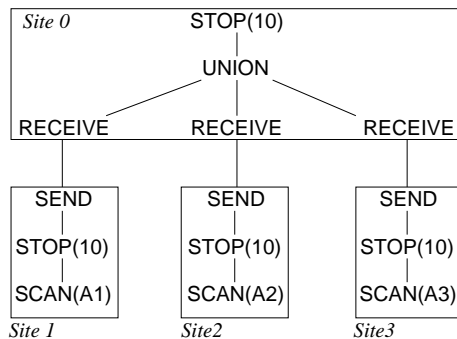 Site 0 STOP(10)
UNION
RECEIVE RECEIVE RECEIVE
SEND SEND SEND
STOP(10) STOP(10) STOP(10)
SCAN(A1) SCAN(A2) SCAN(A3)
Site 1 Site2 Site3